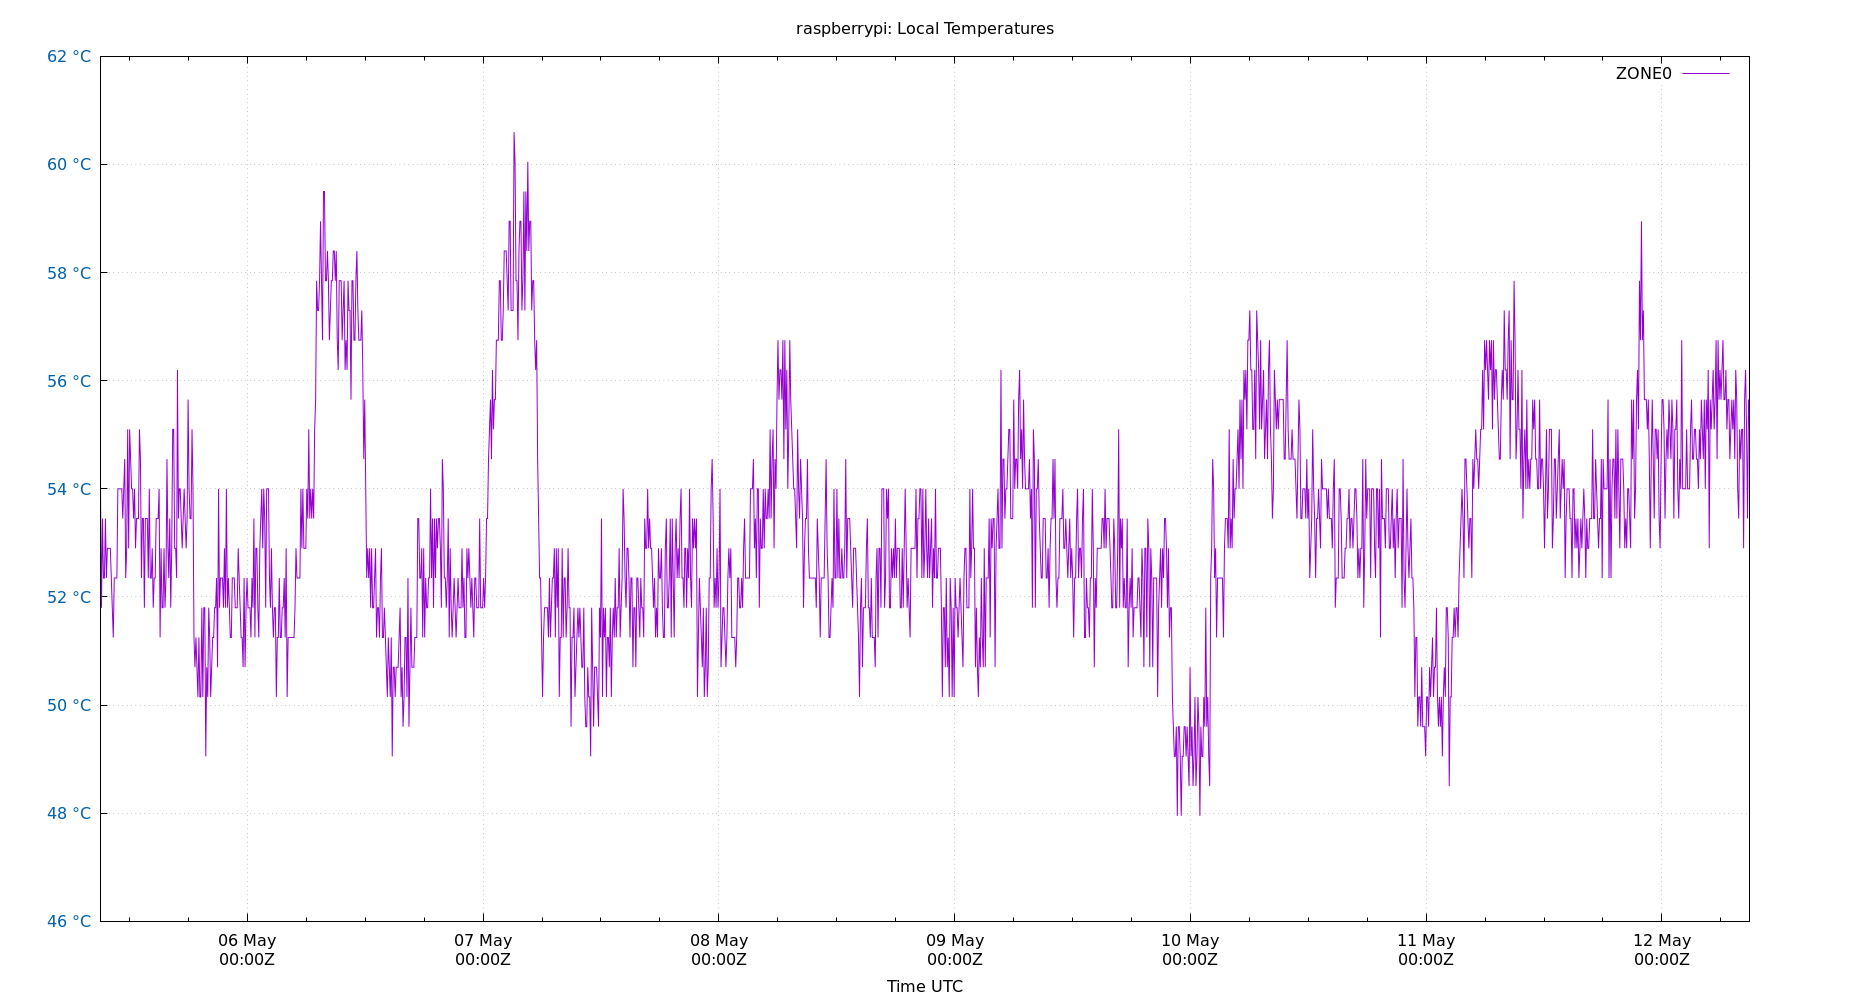 raspberrypi: Local Temperatures
62 °C
ZONE0
60 °C
58 °C
56 °C
54 °C
52 °C
50 °C
48 °C
46 °C
06 May 07 May 08 May 09 May 10 May 11 May 12 May
00:00Z 00:00Z 00:00Z 00:00Z 00:00Z 00:00Z 00:00Z
Time UTC